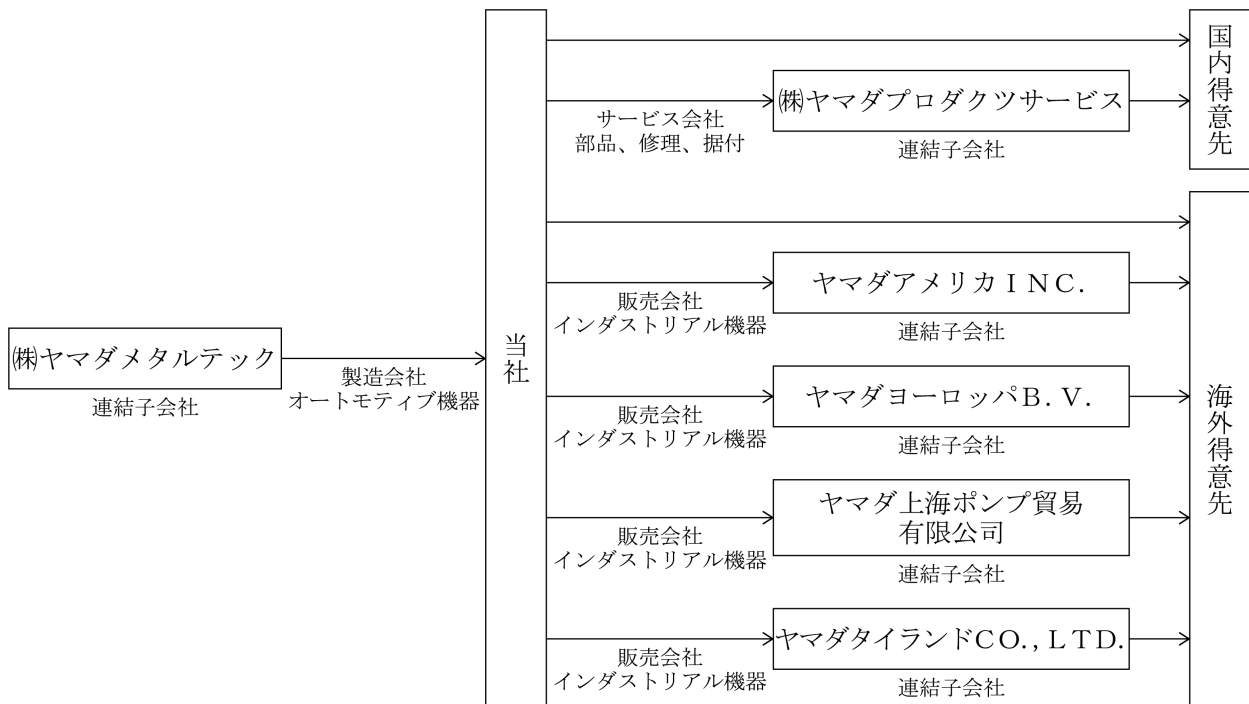 ㈱ヤマダメタルテック
連結子会社
製造会社
オートモティブ機器
当社
サービス会社
部品、修理、据付
㈱ヤマダプロダクツサービス
連結子会社
国内得意先
販売会社
インダストリアル機器
ヤマダアメリカＩＮＣ.
連結子会社
販売会社
インダストリアル機器
ヤマダヨーロッパＢ.Ｖ.
連結子会社
販売会社
インダストリアル機器
ヤマダ上海ポンプ貿易
有限公司
連結子会社
販売会社
インダストリアル機器
ヤマダタイランドＣＯ.,ＬＴＤ.
連結子会社
海外得意先